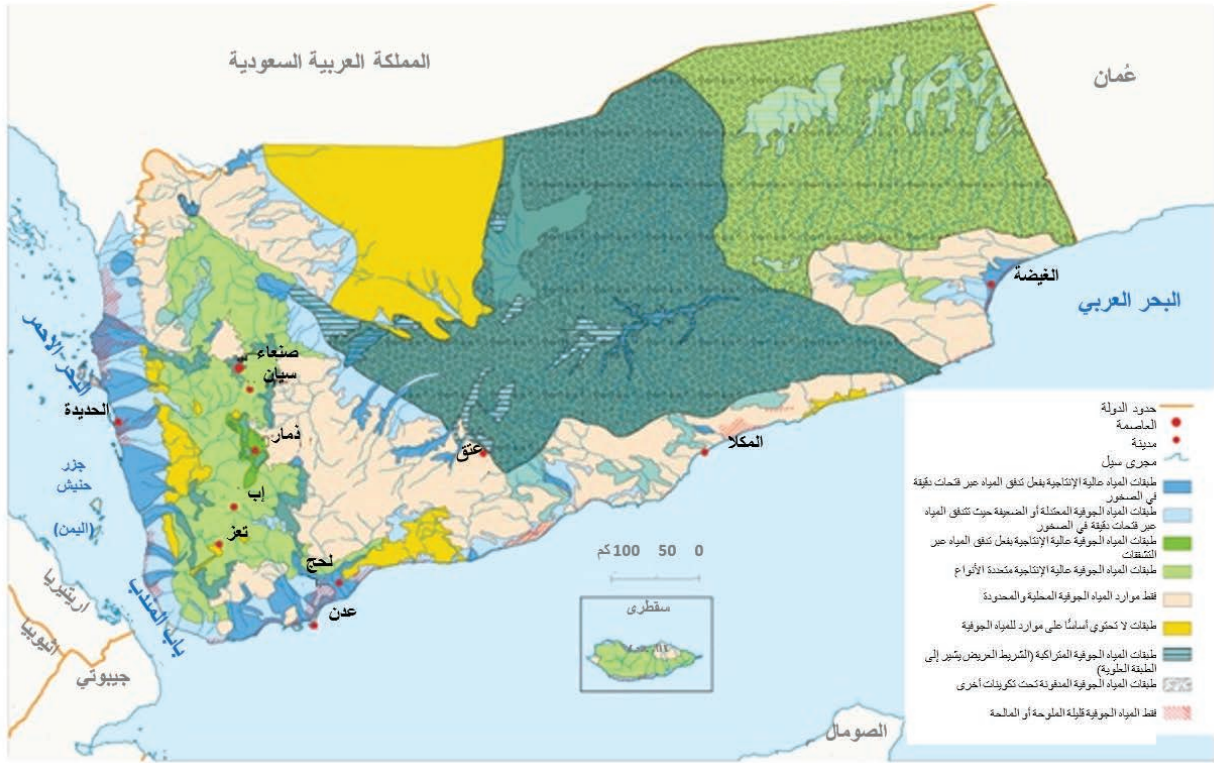 المملكة العربية السعودية
عُمان
الغيضة
البحر العربي
صنعاء
سيان
البحر الأحمر
الحديدة
ذمار
عتق
المكلا
جزر
حنيش
(اليمن)
إب
تعز
لحج
عدن
باب المندب
اريتيريا
اثيوبيا
جيبوتي
الصومال
0 50 100 كم
سقطرى
حدود الدولة
العاصمة
مدينة
مجرى سيل
طبقات المياه عالية الإنتاجية بفعل تدفق المياه عبر فتحات دقيقة
في الصخور
طبقات المياه الجوفية المعتدلة أو الضعيفة حيث تتدفق المياه
عبر فتحات دقيقة في الصخور
طبقات المياه الجوفية عالية الإنتاجية بفعل تدفق المياه عبر
التشققات
طبقات المياه الجوفية عالية الإنتاجية متعددة الأنواع
فقط موارد المياه الجوفية المحلية والمحدودة
طبقات لا تحتوي أساسًا على موارد للمياه الجوفية
طبقات المياه الجوفية المتراكبة (الشريط العريض يشير إلى
الطبقة العلوية)
طبقات المياه الجوفية المدفونة تحت تكوينات أخرى
فقط المياه الجوفية قليلة الملوحة أو المالحة